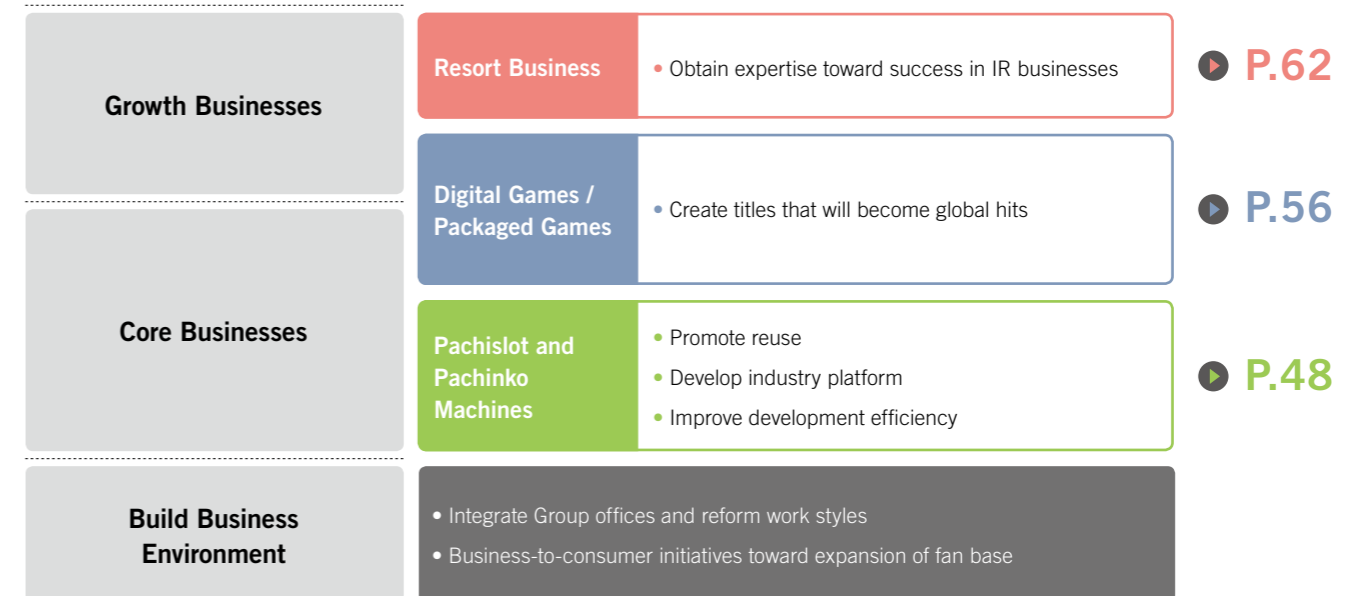 Growth Businesses
Resort Business
• Obtain expertise toward success in IR businesses
P.62
Digital Games /
Packaged Games
• Create titles that will become global hits
P.56
Core Businesses
Pachislot and
Pachinko
Machines
• Promote reuse
• Develop industry platform
• Improve development efficiency
P.48
Build Business
Environment
• Integrate Group offices and reform work styles
• Business-to-consumer initiatives toward expansion of fan base